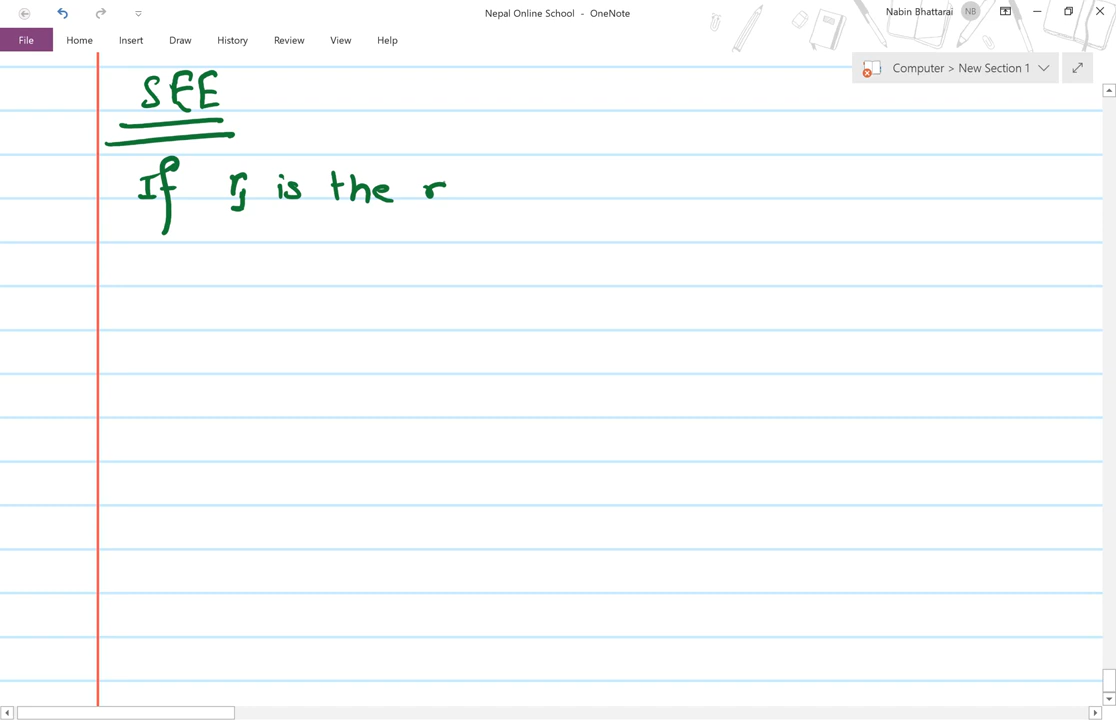 Nepal Online School - OneNote
Nabin Bhattarai NB
File Home Insert Draw History Review View Help
Computer > New Section 1
SEE
If is the r